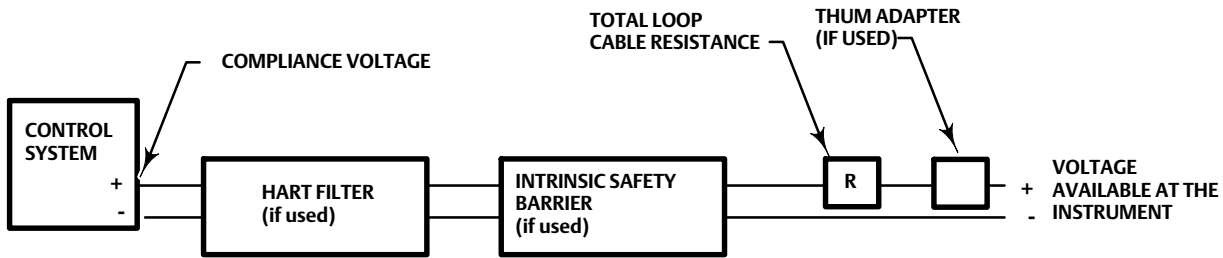 TOTAL LOOP
CABLE RESISTANCE
THUM ADAPTER
(IF USED)
COMPLIANCE VOLTAGE
CONTROL
SYSTEM
+
-
HART FILTER
(if used)
INTRINSIC SAFETY
BARRIER
(if used)
R
+
-
VOLTAGE
AVAILABLE AT THE
INSTRUMENT